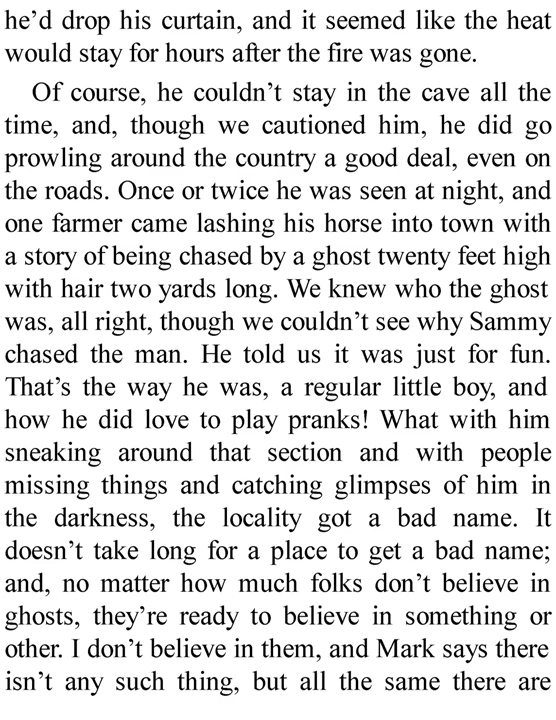 he’d drop his curtain, and it seemed like the heat
would stay for hours after the fire was gone.
Of course, he couldn’t stay in the cave all the
time, and, though we cautioned him, he did go
prowling around the country a good deal, even on
the roads. Once or twice he was seen at night, and
one farmer came lashing his horse into town with
a story of being chased by a ghost twenty feet high
with hair two yards long. We knew who the ghost
was, all right, though we couldn’t see why Sammy
chased the man. He told us it was just for fun.
That’s the way he was, a regular little boy, and
how he did love to play pranks! What with him
sneaking around that section and with people
missing things and catching glimpses of him in
the darkness, the locality got a bad name. It
doesn’t take long for a place to get a bad name;
and, no matter how much folks don’t believe in
ghosts, they’re ready to believe in something or
other. I don’t believe in them, and Mark says there
isn’t any such thing, but all the same there are